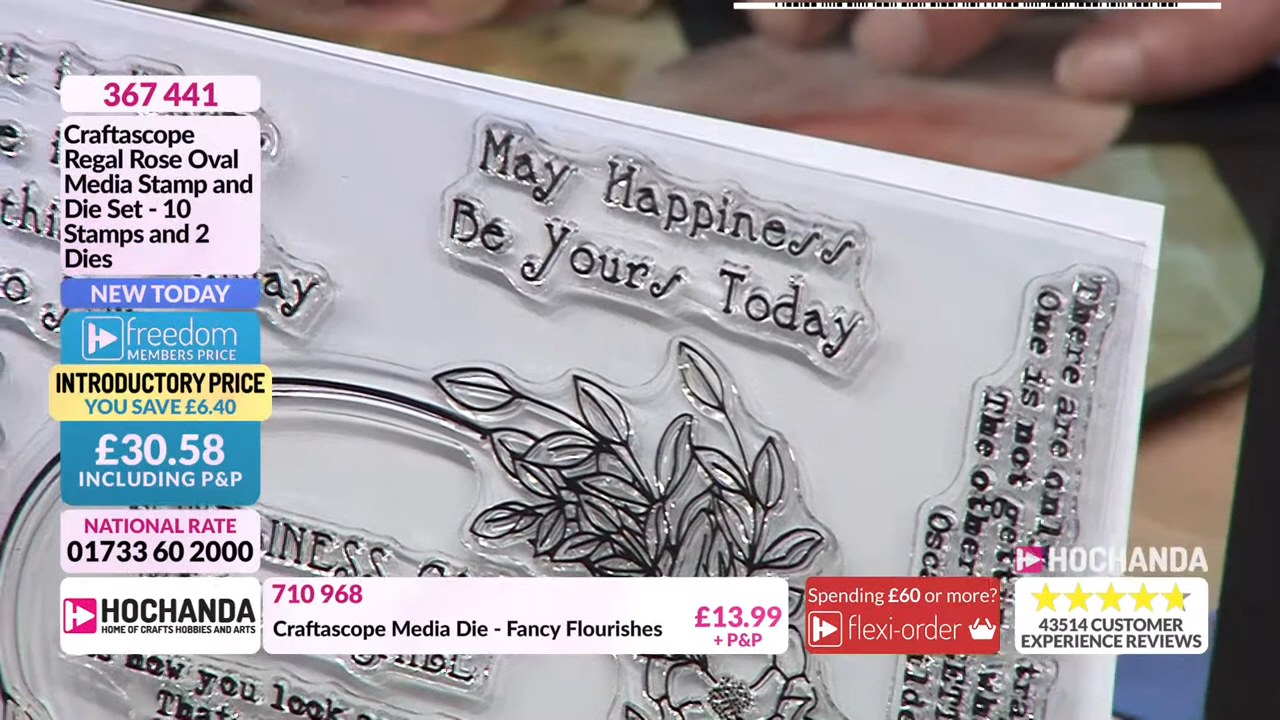 367 441
Craftascope
Regal Rose Oval
Media Stamp and
Die Set - 10
Stamps and 2
Dies
NEW TODAY
freedom
MEMBERS PRICE
INTRODUCTORY PRICE
YOU SAVE £6.40
£30.58
INCLUDING P&P
NATIONAL RATE
01733 60 2000
HOCHANDA
HOME OF CRAFTS HOBBIES AND ARTS
710 968
Craftascope Media Die - Fancy Flourishes
£13.99
+ P&P
Spending £60 or more?
flexi-order
HOCHANDA
43514 CUSTOMER
EXPERIENCE REVIEWS
May Happiness
Be Yours Today
There are
One is not
The other
you look